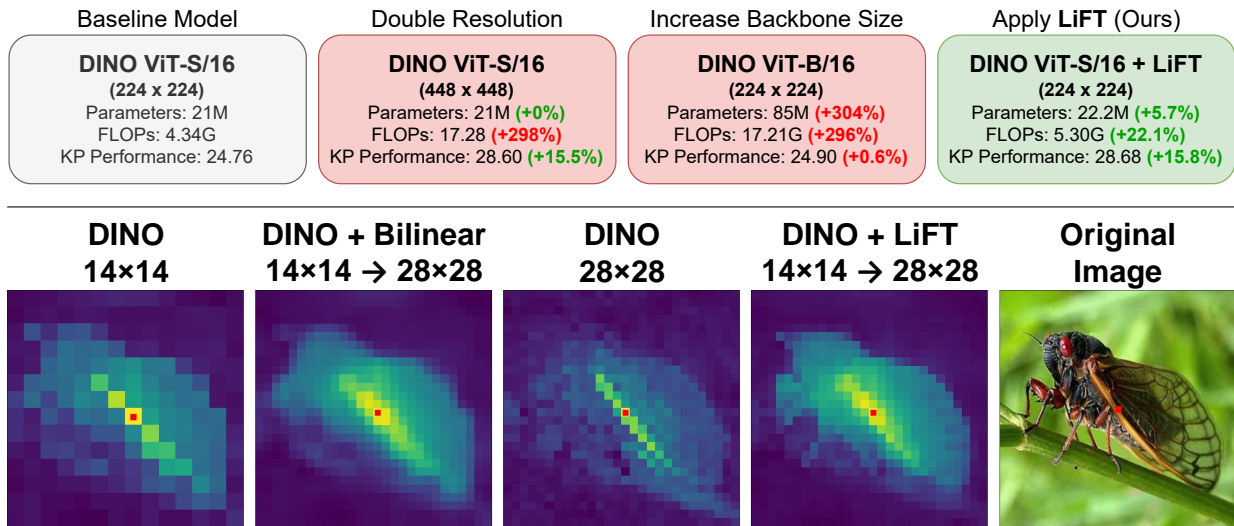 Baseline Model
DINO ViT-S/16
(224 x 224)
Parameters: 21M
FLOPs: 4.34G
KP Performance: 24.76
Double Resolution
DINO ViT-S/16
(448 x 448)
Parameters: 21M (+0%)
FLOPs: 17.28 (+298%)
KP Performance: 28.60 (+15.5%)
Increase Backbone Size
DINO ViT-B/16
(224 x 224)
Parameters: 85M (+304%)
FLOPs: 17.21G (+296%)
KP Performance: 24.90 (+0.6%)
Apply LiFT (Ours)
DINO ViT-S/16 + LiFT
(224 x 224)
Parameters: 22.2M (+5.7%)
FLOPs: 5.30G (+22.1%)
KP Performance: 28.68 (+15.8%)
DINO
14×14
DINO + Bilinear
14×14 → 28×28
DINO
28×28
DINO + LiFT
14×14 → 28×28
Original
Image